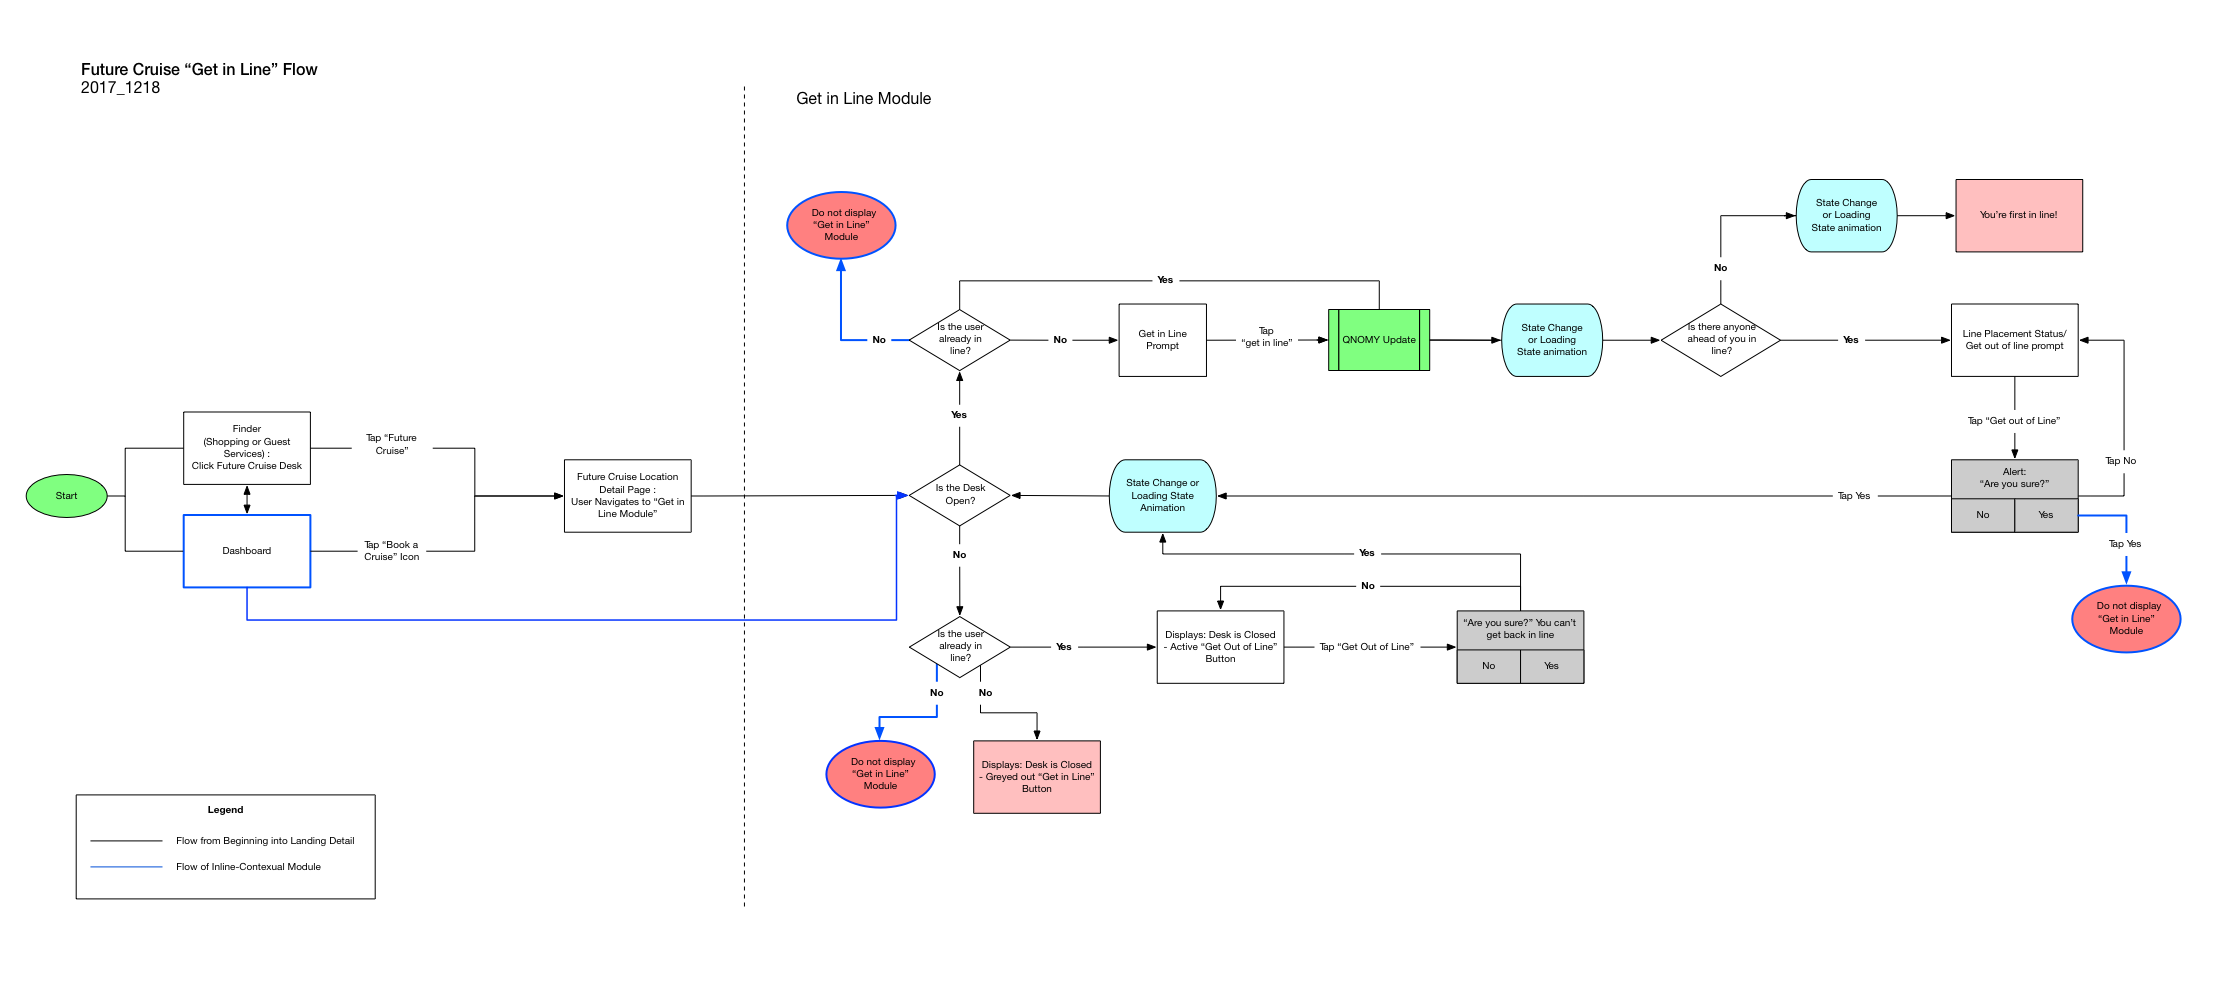 Future Cruise “Get in Line” Flow
2017_1218
Get in Line Module
Start
Finder
(Shopping or Guest
Services) :
Click Future Cruise Desk
Dashboard
Tap “Future
Cruise”
Tap “Book a
Cruise” Icon
Future Cruise Location
Detail Page :
User Navigates to “Get in
Line Module”
Do not display
“Get in Line”
Module
No
Is the user
already in
line?
Yes
No
Get in Line
Prompt
Tap
“get in line”
QNOMY Update
State Change
or Loading
State animation
Is there anyone
ahead of you in
line?
No
State Change
or Loading
State animation
You’re first in line!
Yes
Line Placement Status/
Get out of line prompt
Tap “Get out of Line”
Tap No
Alert:
“Are you sure?”
No
Yes
Tap Yes
Tap Yes
Do not display
“Get in Line”
Module
Yes
Is the Desk
Open?
State Change or
Loading State
Animation
No
Yes
No
Is the user
already in
line?
Yes
Displays: Desk is Closed
- Active “Get Out of Line”
Button
Tap “Get Out of Line”
“Are you sure?” You can’t
get back in line
No
Yes
No
No
Do not display
“Get in Line”
Module
Displays: Desk is Closed
- Greyed out “Get in Line”
Button
Legend
Flow from Beginning into Landing Detail
Flow of Inline-Contexual Module